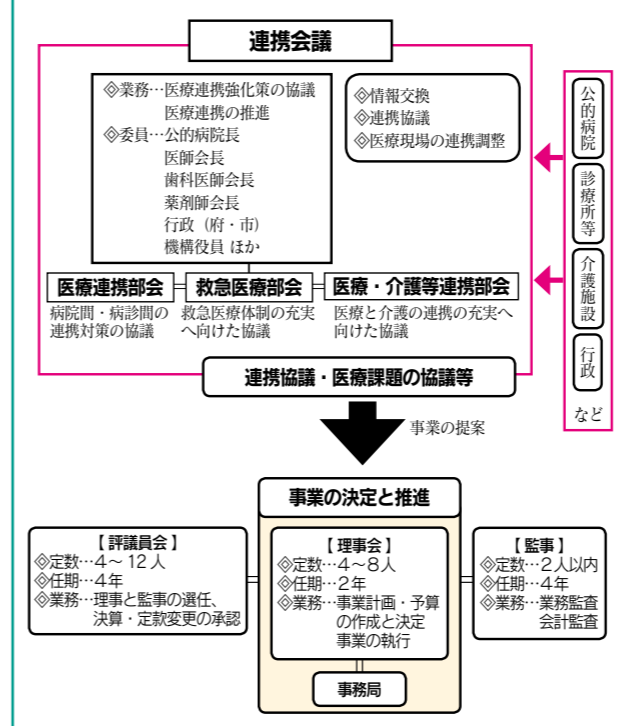 連携会議
◇業務…医療連携強化策の協議
医療連携の推進
◇委員…公的病院長
医師会長
歯科医師会長
薬剤師会長
行政（府・市）
機構役員 ほか
◇情報交換
◇連携協議
◇医療現場の連携調整
公的病院
診療所等
介護施設
行政
など
医療連携部会
病院間・病診間の
連携対策の協議
救急医療部会
救急医療体制の充実
へ向けた協議
医療・介護等連携部会
医療と介護の連携の充実へ
向けた協議
連携協議・医療課題の協議等
事業の提案
事業の決定と推進
【評議員会】
◇定数…4～12人
◇任期…4年
◇業務…理事と監事の選任、
決算・定款変更の承認
【理事会】
◇定数…4～8人
◇任期…2年
◇業務…事業計画・予算
の作成と決定
事業の執行
【監事】
◇定数…2人以内
◇任期…4年
◇業務…業務監査
会計監査
事務局